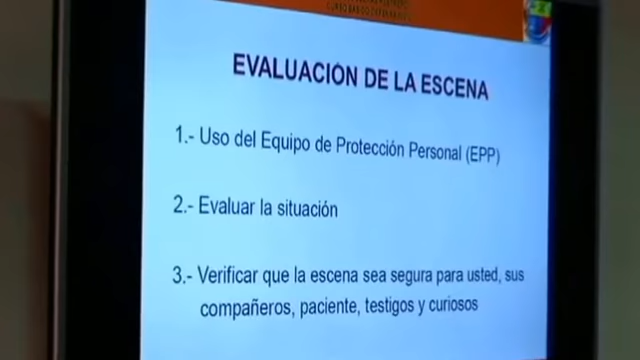 EVALUACIÓN DE LA ESCENA
1.- Uso del Equipo de Protección Personal (EPP)
2.- Evaluar la situación
3.- Verificar que la escena sea segura para usted, sus
compañeros, paciente, testigos y curiosos